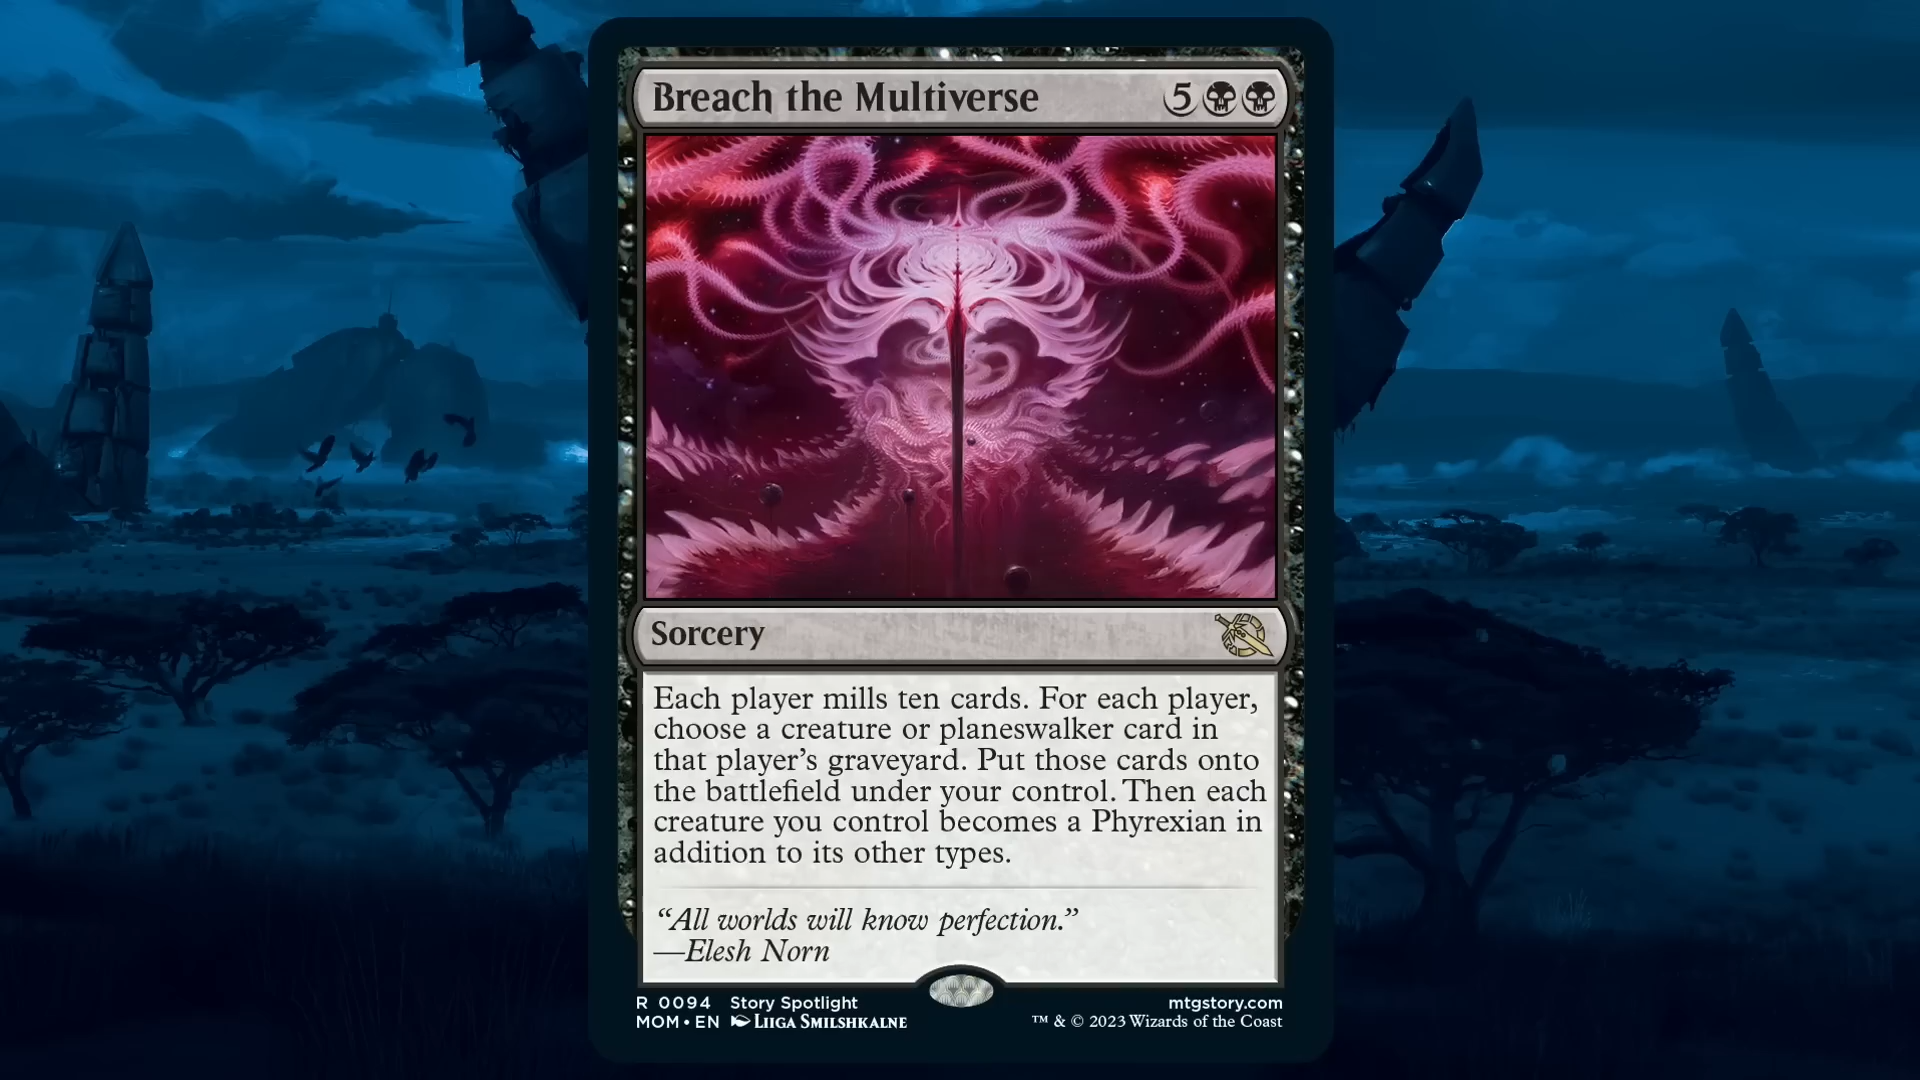 Breach the Multiverse 5
Sorcery
Each player mills ten cards. For each player,
choose a creature or planeswalker card in
that player’s graveyard. Put those cards onto
the battlefield under your control. Then each
creature you control becomes a Phyrexian in
addition to its other types.
“All worlds will know perfection.”
—Elesh Norn
R 0094 Story Spotlight mtgstory.com
MOM • EN Liiga Smilshkalne ™ & © 2023 Wizards of the Coast